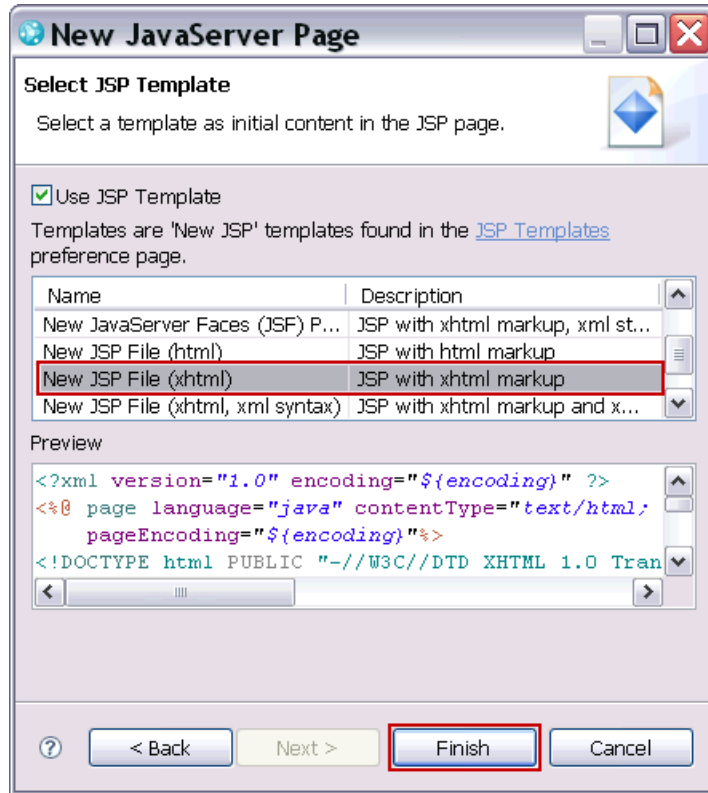 New JavaServer Page
Select JSP Template
Select a template as initial content in the JSP page.
Use JSP Template
Templates are 'New JSP' templates found in the JSP Templates
preference page.
Name Description
New JavaServer Faces (JSF) P... JSP with xhtml markup, xml st...
New JSP File (html) JSP with html markup
New JSP File (xhtml) JSP with xhtml markup
New JSP File (xhtml, xml syntax) JSP with xhtml markup and x...
Preview
<?xml version="1.0" encoding="${encoding}" ?>
<%@ page language="java" contentType="text/html;
pageEncoding="${encoding}"%>
<!DOCTYPE html PUBLIC "-//W3C//DTD XHTML 1.0 Tran
? < Back Next > Finish Cancel